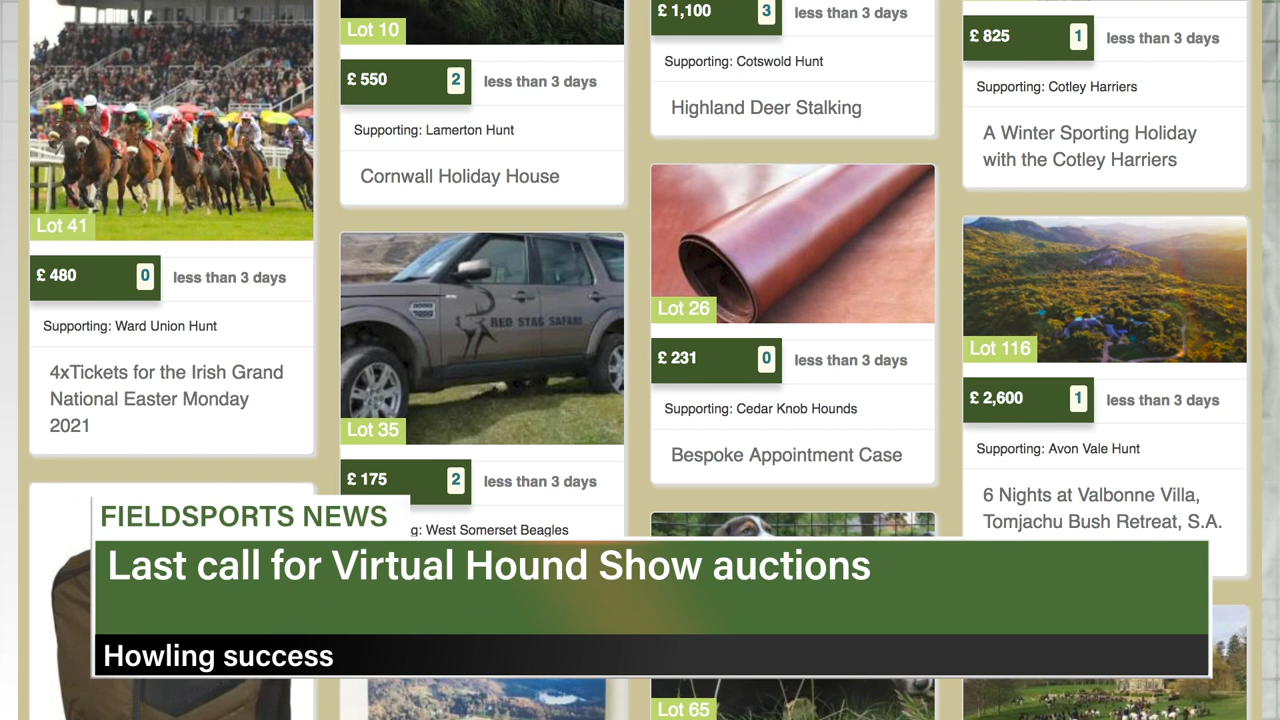 Lot 41
£ 480
0
less than 3 days
Supporting: Ward Union Hunt
4xTickets for the Irish Grand
National Easter Monday
2021
Lot 10
£ 550
2
less than 3 days
Supporting: Lamerton Hunt
Cornwall Holiday House
RED STAG SAFARI
Lot 35
£ 175
2
less than 3 days
g: West Somerset Beagles
£ 1,100
3
less than 3 days
Supporting: Cotswold Hunt
Highland Deer Stalking
Lot 26
£ 231
0
less than 3 days
Supporting: Cedar Knob Hounds
Bespoke Appointment Case
Lot 65
£ 825
1
less than 3 days
Supporting: Cotley Harriers
A Winter Sporting Holiday
with the Cotley Harriers
Lot 116
£ 2,600
1
less than 3 days
Supporting: Avon Vale Hunt
6 Nights at Valbonne Villa,
Tomjachu Bush Retreat, S.A.
FIELDSPORTS NEWS
Last call for Virtual Hound Show auctions
Howling success